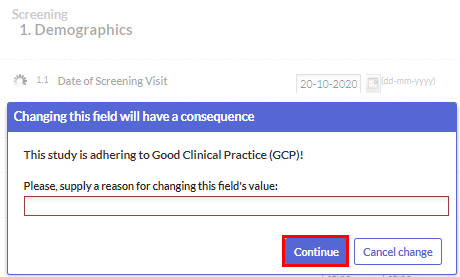 Screening
1. Demographics
1.1 Date of Screening Visit 20-10-2020 (dd-mm-yyyy)
Changing this field will have a consequence
This study is adhering to Good Clinical Practice (GCP)!
Please, supply a reason for changing this field's value:
Continue Cancel change